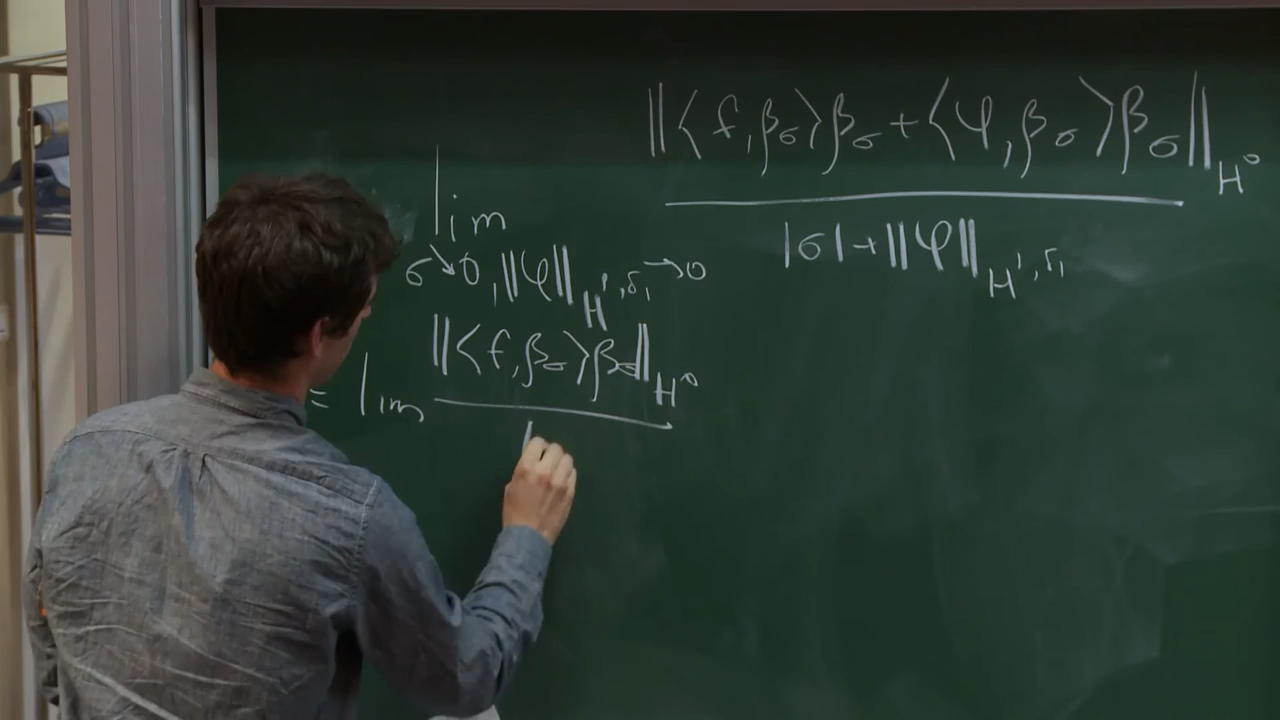 ‖⟨f,β_σ⟩β_σ+⟨φ,β_σ⟩β_σ‖_{H^0}
lim
|σ|+‖φ‖_{H^1,δ_1}
σ↘0,‖φ‖_{H^1,δ_1}→0
‖⟨f,β_σ⟩β_σ‖_{H^0}
= lim